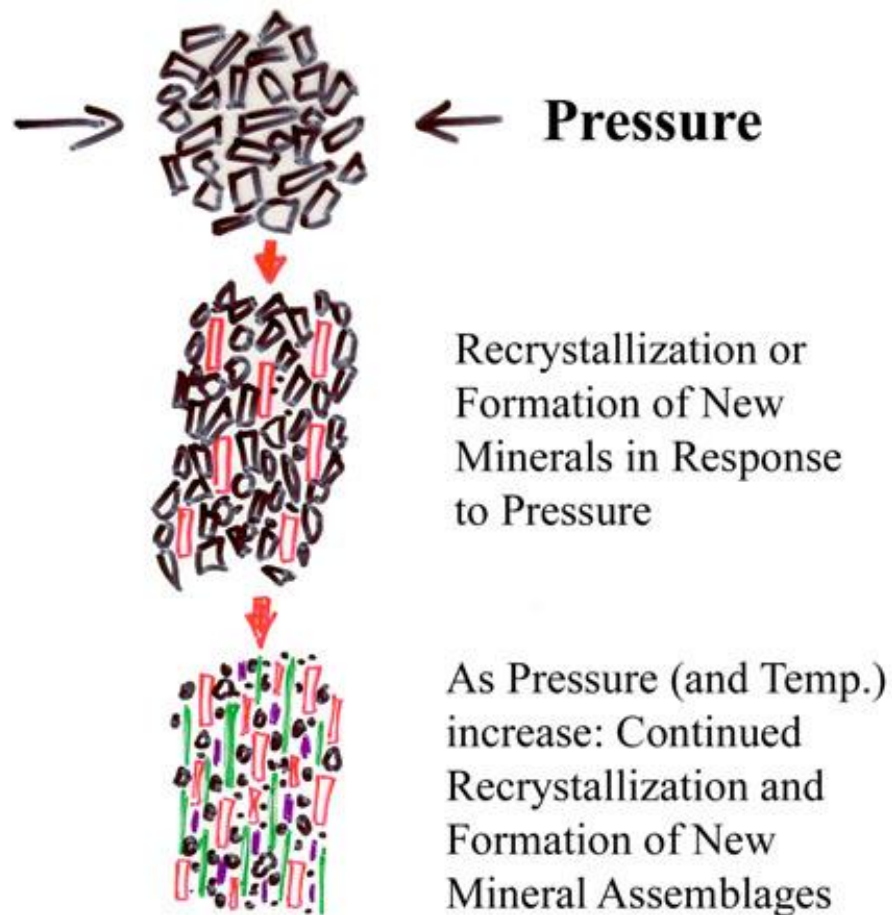 Pressure
Recrystallization or
Formation of New
Minerals in Response
to Pressure
As Pressure (and Temp.)
increase: Continued
Recrystallization and
Formation of New
Mineral Assemblages